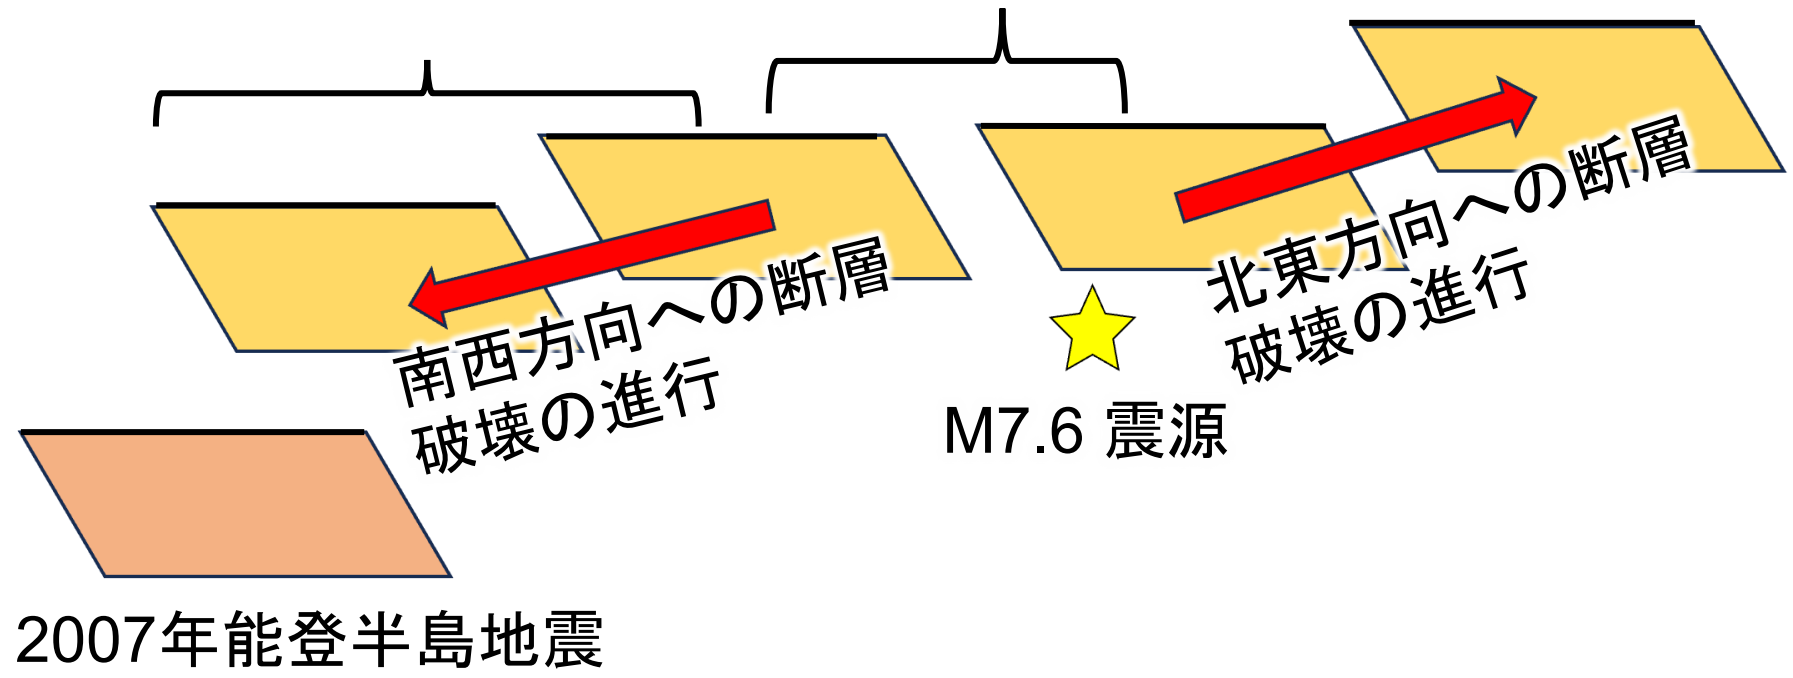 北東方向への断層
破壊の進行
南西方向への断層
破壊の進行
M7.6 震源
2007年能登半島地震